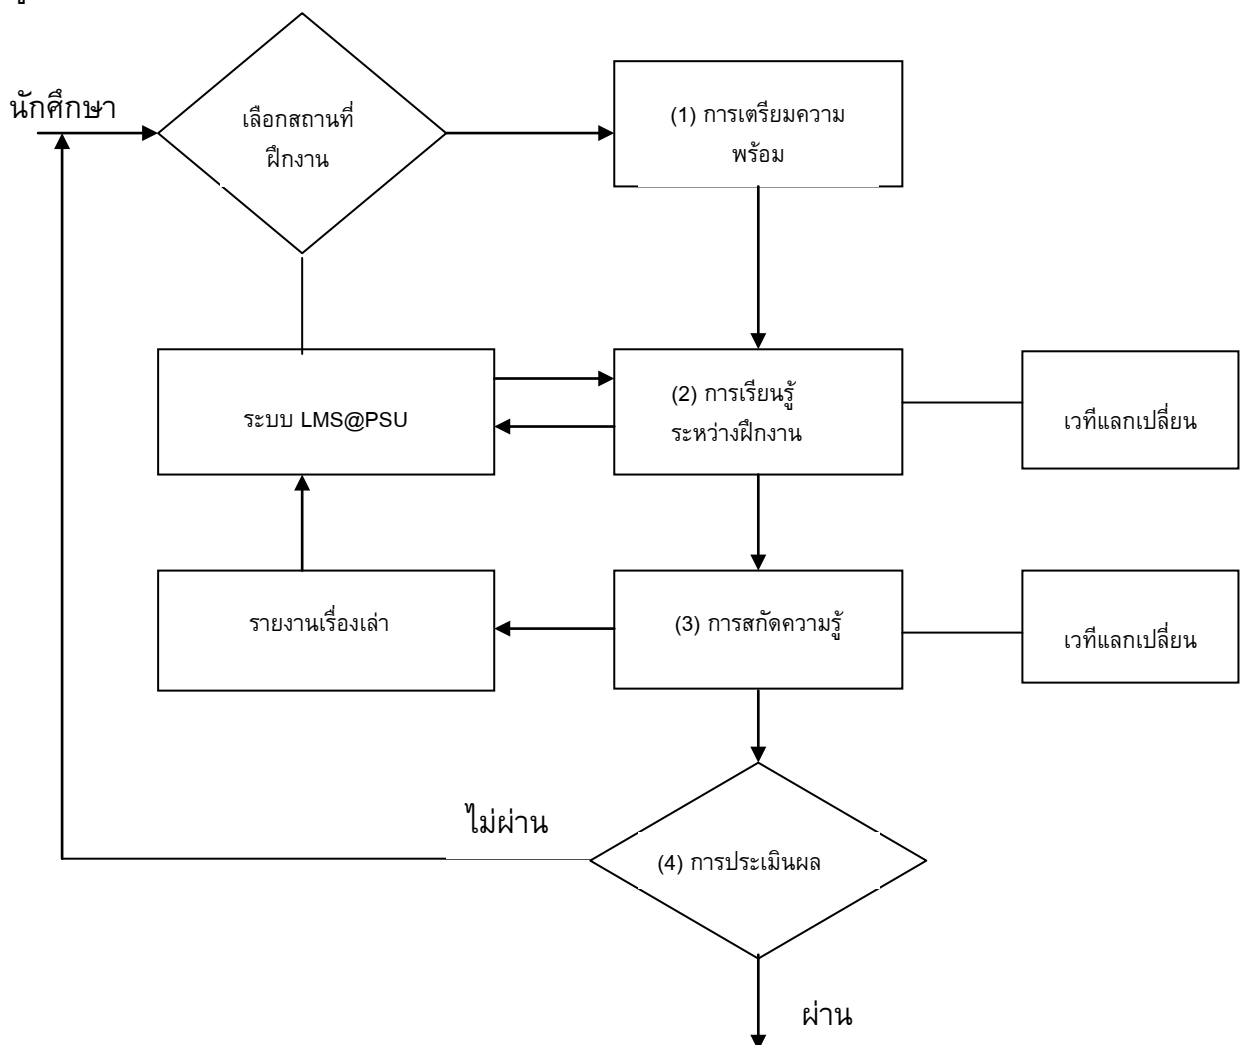 นักศึกษา
เลือกสถานที่
ฝึกงาน
(1) การเตรียมความ
พร้อม
ระบบ LMS@PSU
(2) การเรียนรู้
ระหว่างฝึกงาน
เวทีแลกเปลี่ยน
รายงานเรื่องเล่า
(3) การสกัดความรู้
เวทีแลกเปลี่ยน
ไม่ผ่าน
(4) การประเมินผล
ผ่าน